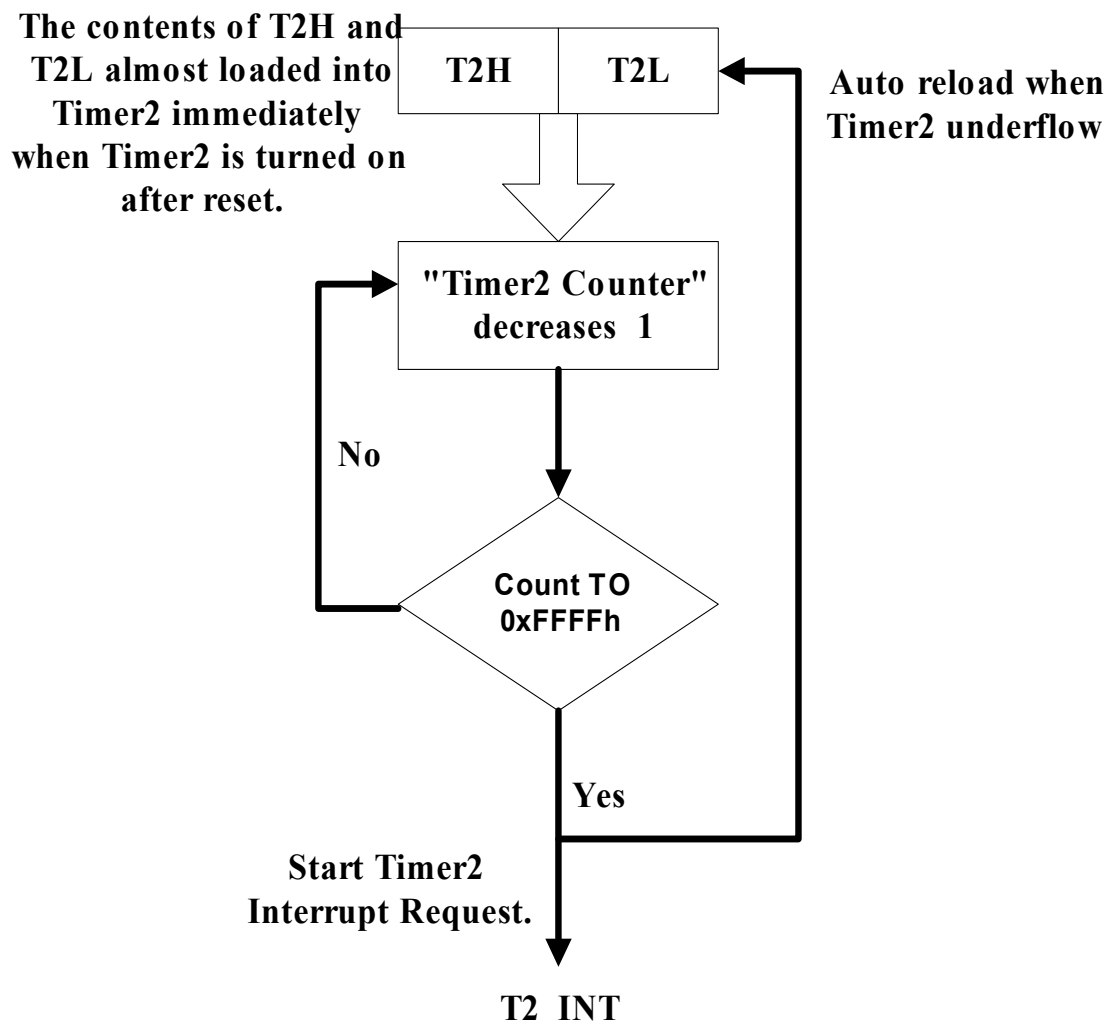 The contents of T2H and
T2L almost loaded into
Timer2 immediately
when Timer2 is turned on
after reset.
T2H
T2L
Auto reload when
Timer2 underflow
"Timer2 Counter"
decreases 1
No
Count TO
0xFFFFh
Yes
Start Timer2
Interrupt Request.
T2 INT